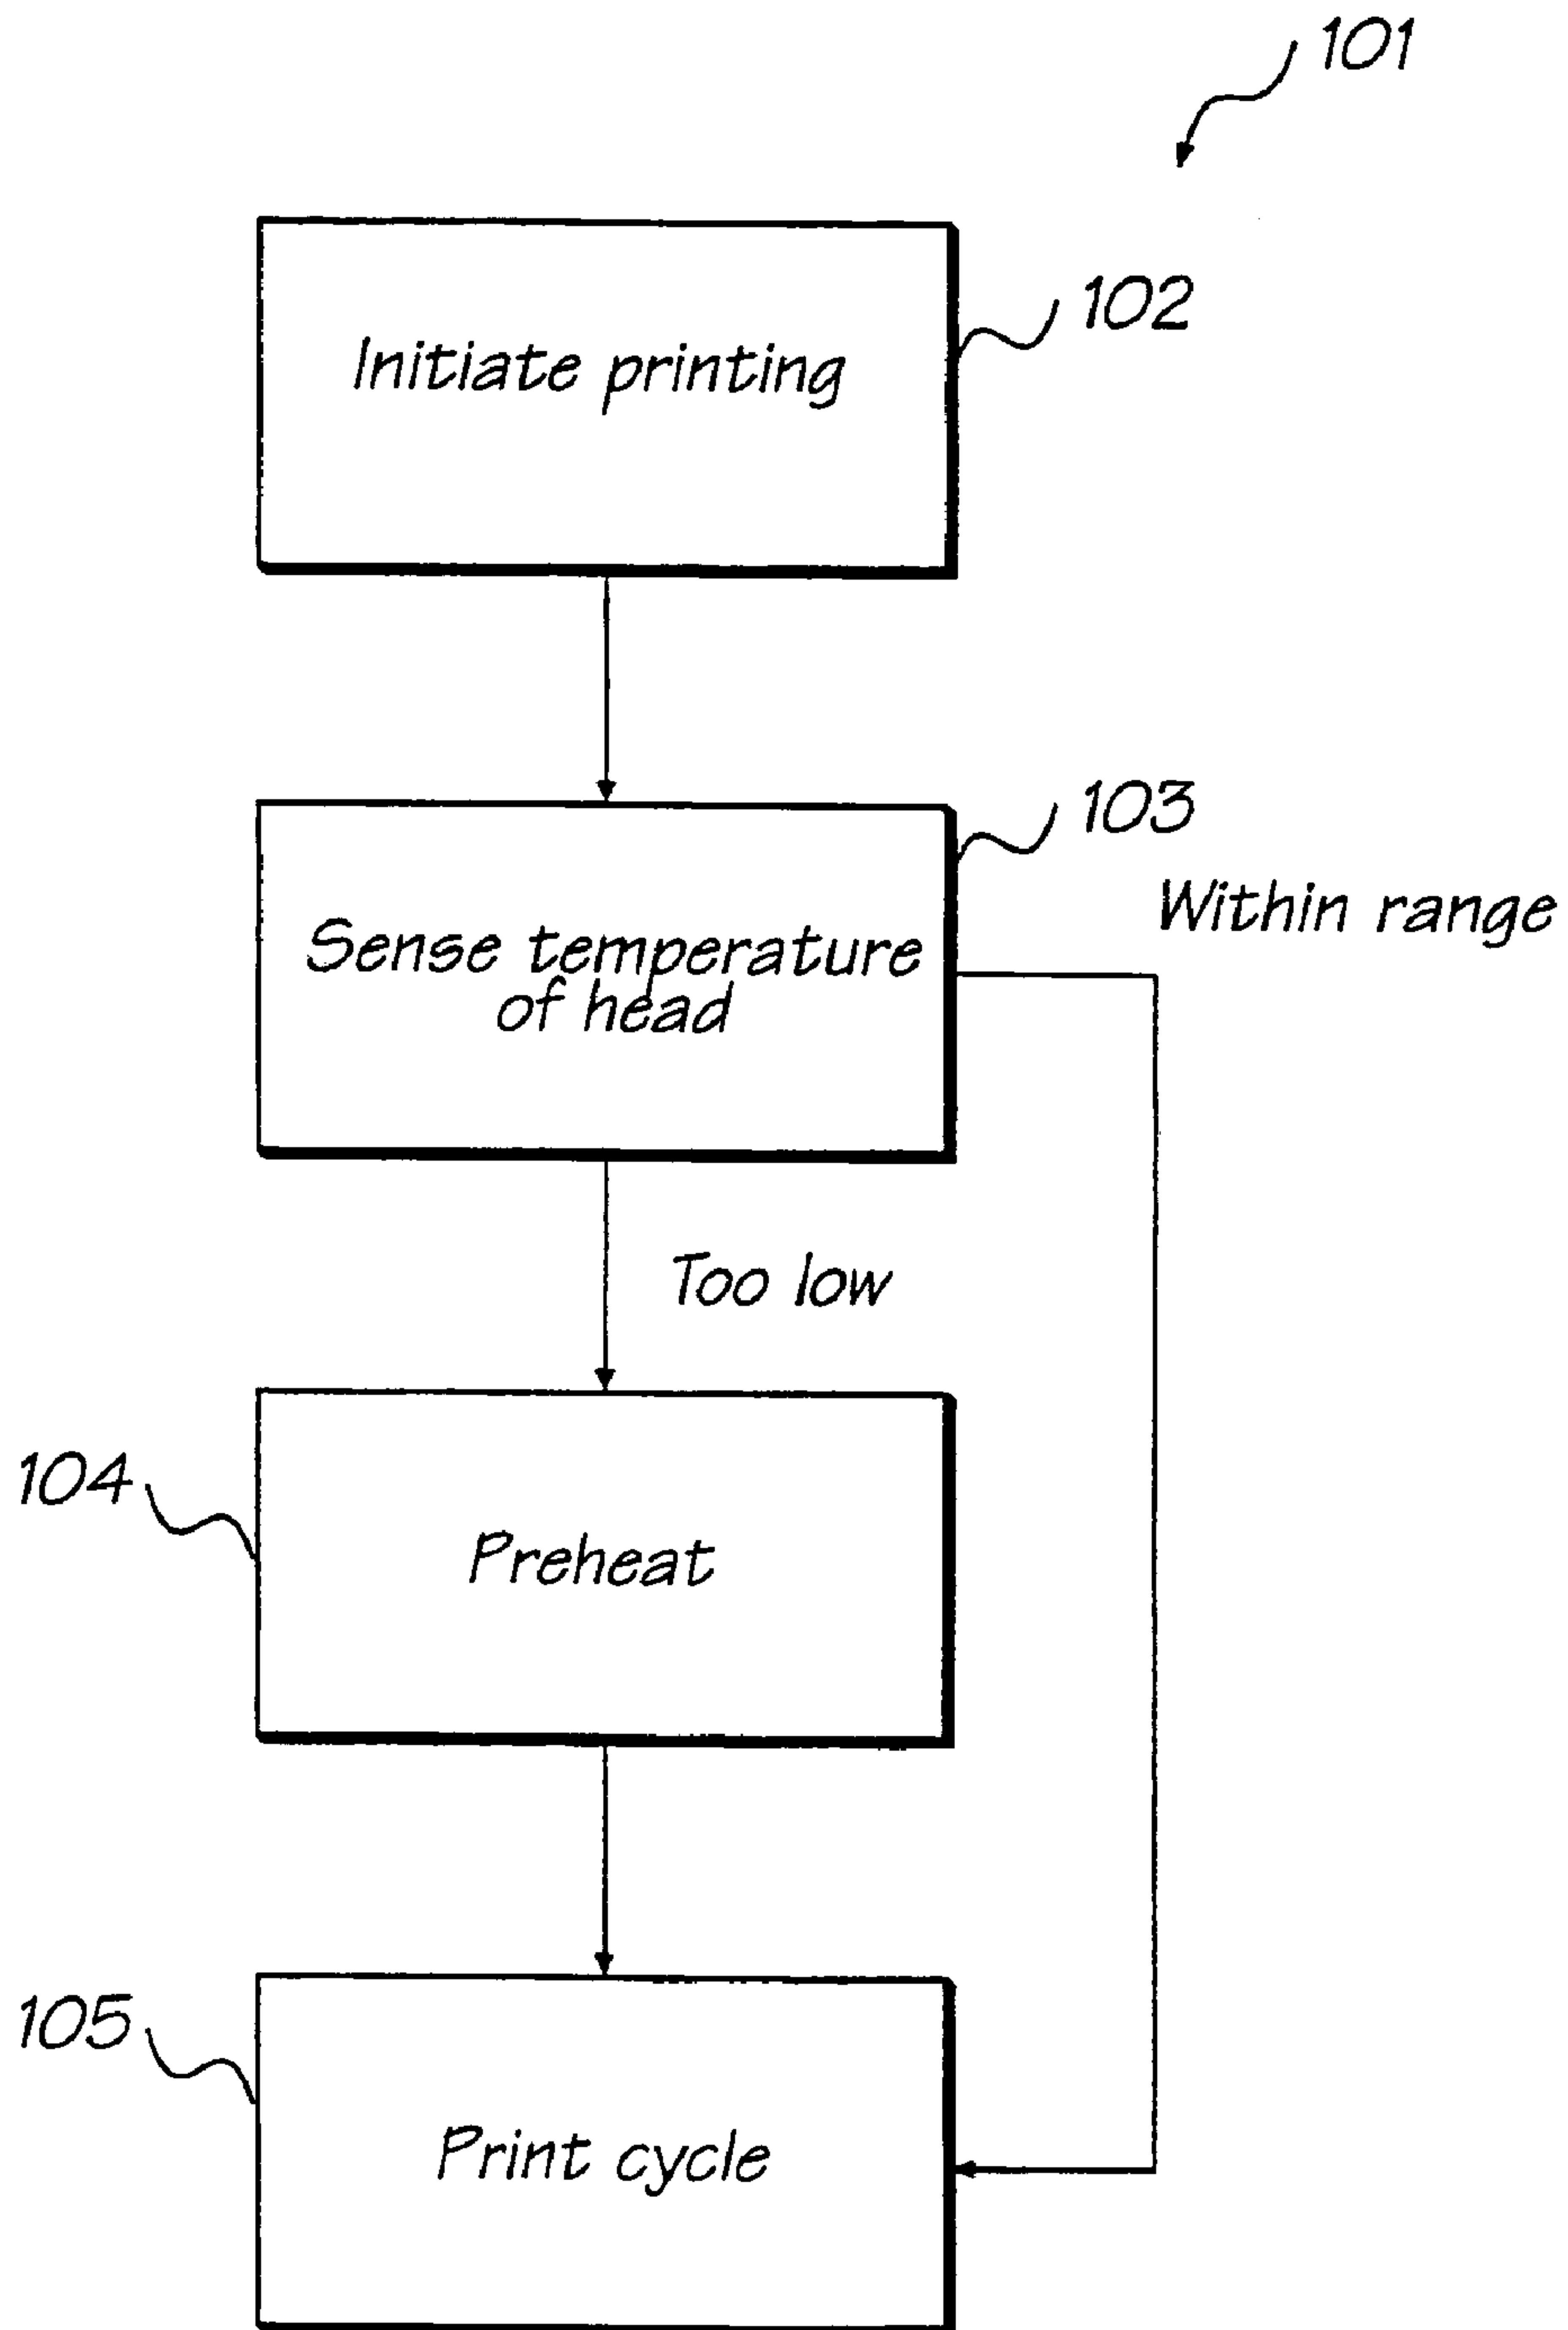 101
Initiate printing
102
103
Within range
Sense temperature
of head
Too low
104
Preheat
105
Print cycle